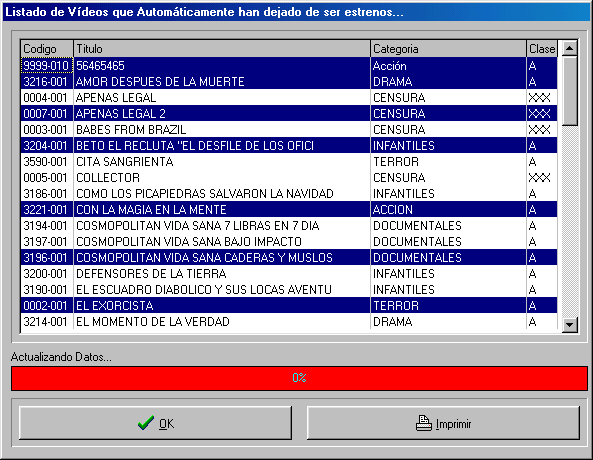 Listado de Vídeos que Automáticamente han dejado de ser estrenos...
Codigo Titulo Categoria Clase
9999-010 56465465 Acción A
3216-001 AMOR DESPUES DE LA MUERTE DRAMA A
0004-001 APENAS LEGAL CENSURA XXX
0007-001 APENAS LEGAL 2 CENSURA XXX
0003-001 BABES FROM BRAZIL CENSURA XXX
3204-001 BETO EL RECLUTA "EL DESFILE DE LOS OFICI INFANTILES A
3590-001 CITA SANGRIENTA TERROR A
0005-001 COLLECTOR CENSURA XXX
3186-001 COMO LOS PICAPIEDRAS SALVARON LA NAVIDAD INFANTILES A
3221-001 CON LA MAGIA EN LA MENTE ACCION A
3194-001 COSMOPOLITAN VIDA SANA 7 LIBRAS EN 7 DIA DOCUMENTALES A
3197-001 COSMOPOLITAN VIDA SANA BAJO IMPACTO DOCUMENTALES A
3196-001 COSMOPOLITAN VIDA SANA CADERAS Y MUSLOS DOCUMENTALES A
3200-001 DEFENSORES DE LA TIERRA INFANTILES A
3190-001 EL ESCUADRO DIABOLICO Y SUS LOCAS AVENTU INFANTILES A
0002-001 EL EXORCISTA TERROR A
3214-001 EL MOMENTO DE LA VERDAD DRAMA A
Actualizando Datos...
0%
OK Imprimir